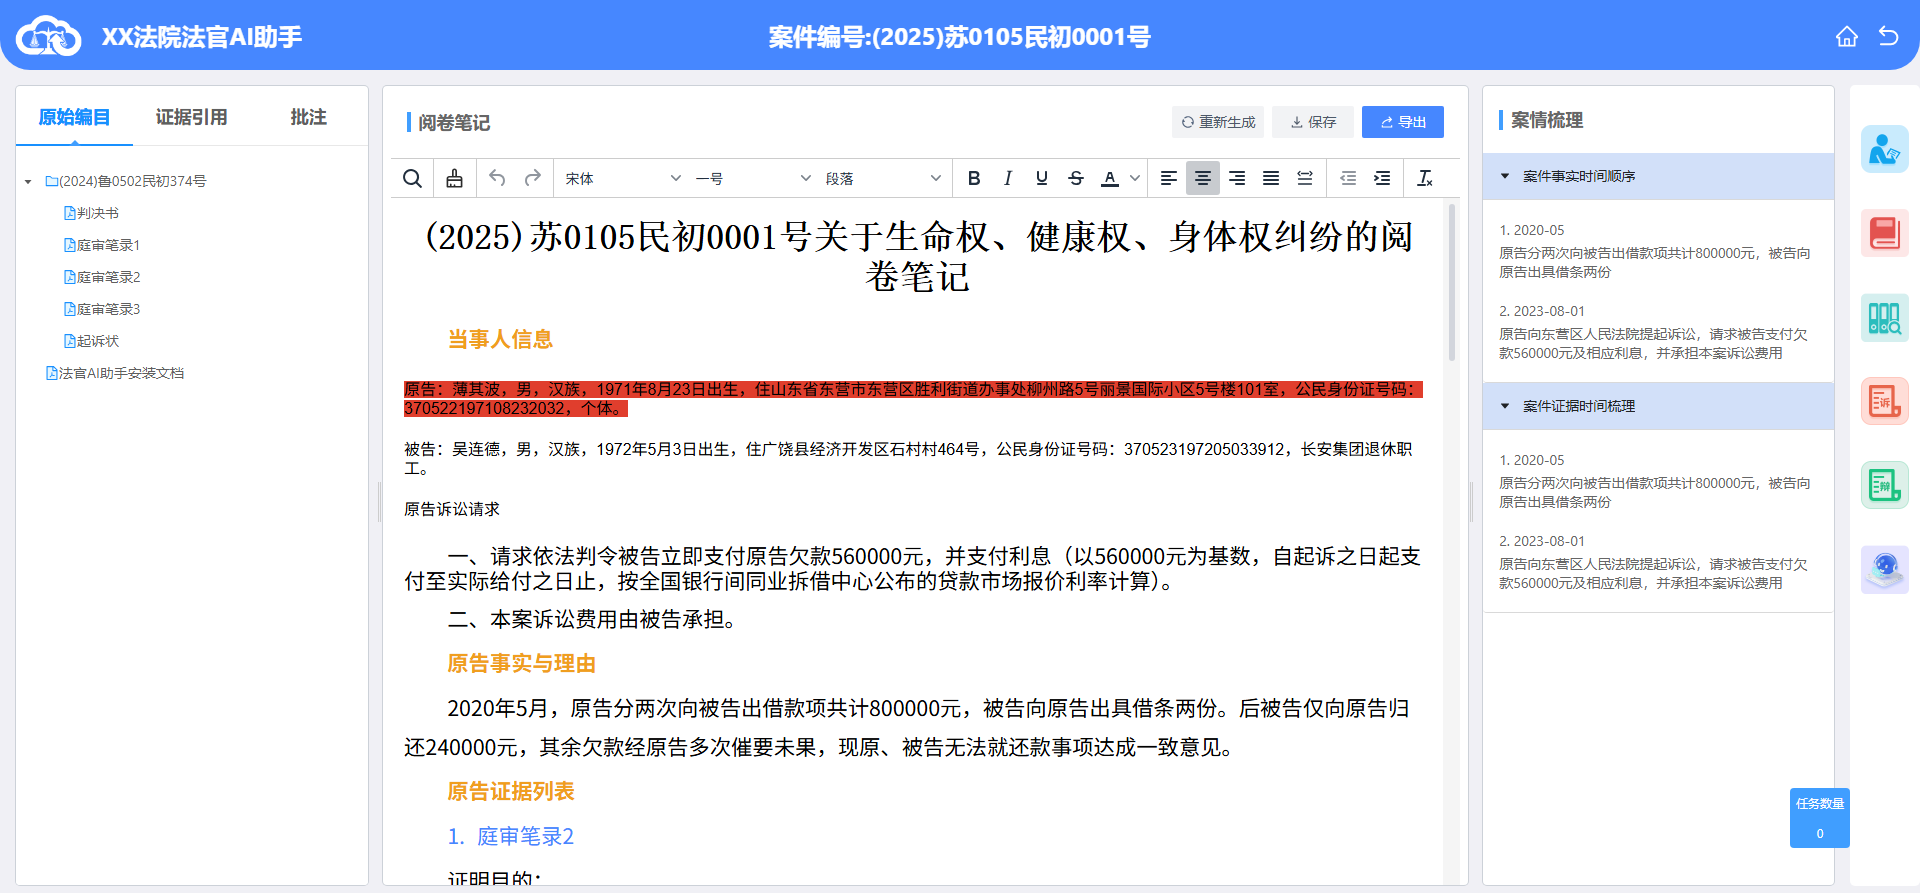 XX法院法官AI助手
案件编号:(2025)苏0105民初0001号
原始编目
证据引用
批注
(2024)鲁0502民初374号
判决书
庭审笔录1
庭审笔录2
庭审笔录3
起诉状
法官AI助手安装文档
阅卷笔记
重新生成
保存
导出
宋体
一号
段落
(2025)苏0105民初0001号关于生命权、健康权、身体权纠纷的阅
卷笔记
当事人信息
原告：薄其波，男，汉族，1971年8月23日出生，住山东省东营市东营区胜利街道办事处柳州路5号丽景国际小区5号楼101室，公民身份证号码：
370522197108232032，个体。
被告：吴连德，男，汉族，1972年5月3日出生，住广饶县经济开发区石村村464号，公民身份证号码：370523197205033912，长安集团退休职
工。
原告诉讼请求
一、请求依法判令被告立即支付原告欠款560000元，并支付利息（以560000元为基数，自起诉之日起支
付至实际给付之日止，按全国银行间同业拆借中心公布的贷款市场报价利率计算）。
二、本案诉讼费用由被告承担。
原告事实与理由
2020年5月，原告分两次向被告出借款项共计800000元，被告向原告出具借条两份。后被告仅向原告归
还240000元，其余欠款经原告多次催要未果，现原、被告无法就还款事项达成一致意见。
原告证据列表
1. 庭审笔录2
证明目的：
案情梳理
案件事实时间顺序
1. 2020-05
原告分两次向被告出借款项共计800000元，被告向
原告出具借条两份
2. 2023-08-01
原告向东营区人民法院提起诉讼，请求被告支付欠
款560000元及相应利息，并承担本案诉讼费用
案件证据时间梳理
1. 2020-05
原告分两次向被告出借款项共计800000元，被告向
原告出具借条两份
2. 2023-08-01
原告向东营区人民法院提起诉讼，请求被告支付欠
款560000元及相应利息，并承担本案诉讼费用
诉
辩
任务数量
0